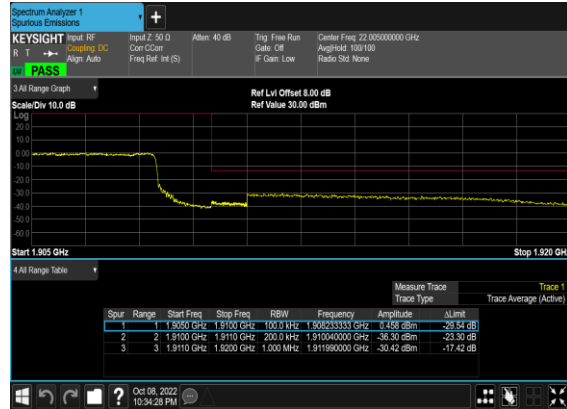 Spectrum Analyzer 1
Spurious Emissions
KEYSIGHT Input: RF Input Z: 50 Ω Atten: 40 dB Trig: Free Run Center Freq: 22.005000000 GHz
R T Coupling: DC Corr CCorr Gate: Off Avg|Hold: 100/100
Align: Auto Freq Ref: Int (S) IF Gain: Low Radio Std: None
PASS
3 All Range Graph
Ref Lvl Offset 8.00 dB
Scale/Div 10.0 dB Ref Value 30.00 dBm
Log
20.0
10.0
0.00
-10.0
-20.0
-30.0
-40.0
-50.0
-60.0
Start 1.905 GHz Stop 1.920 GH
4 All Range Table
Measure Trace Trace 1
Trace Type Trace Average (Active)
Spur Range Start Freq Stop Freq RBW Frequency Amplitude ΔLimit
1 1 1.9050 GHz 1.9100 GHz 100.0 kHz 1.908233333 GHz 0.458 dBm -29.54 dB
2 2 1.9100 GHz 1.9110 GHz 200.0 kHz 1.910040000 GHz -36.30 dBm -23.30 dB
3 3 1.9110 GHz 1.9200 GHz 1.000 MHz 1.911990000 GHz -30.42 dBm -17.42 dB
? Oct 08, 2022
10:34:28 PM